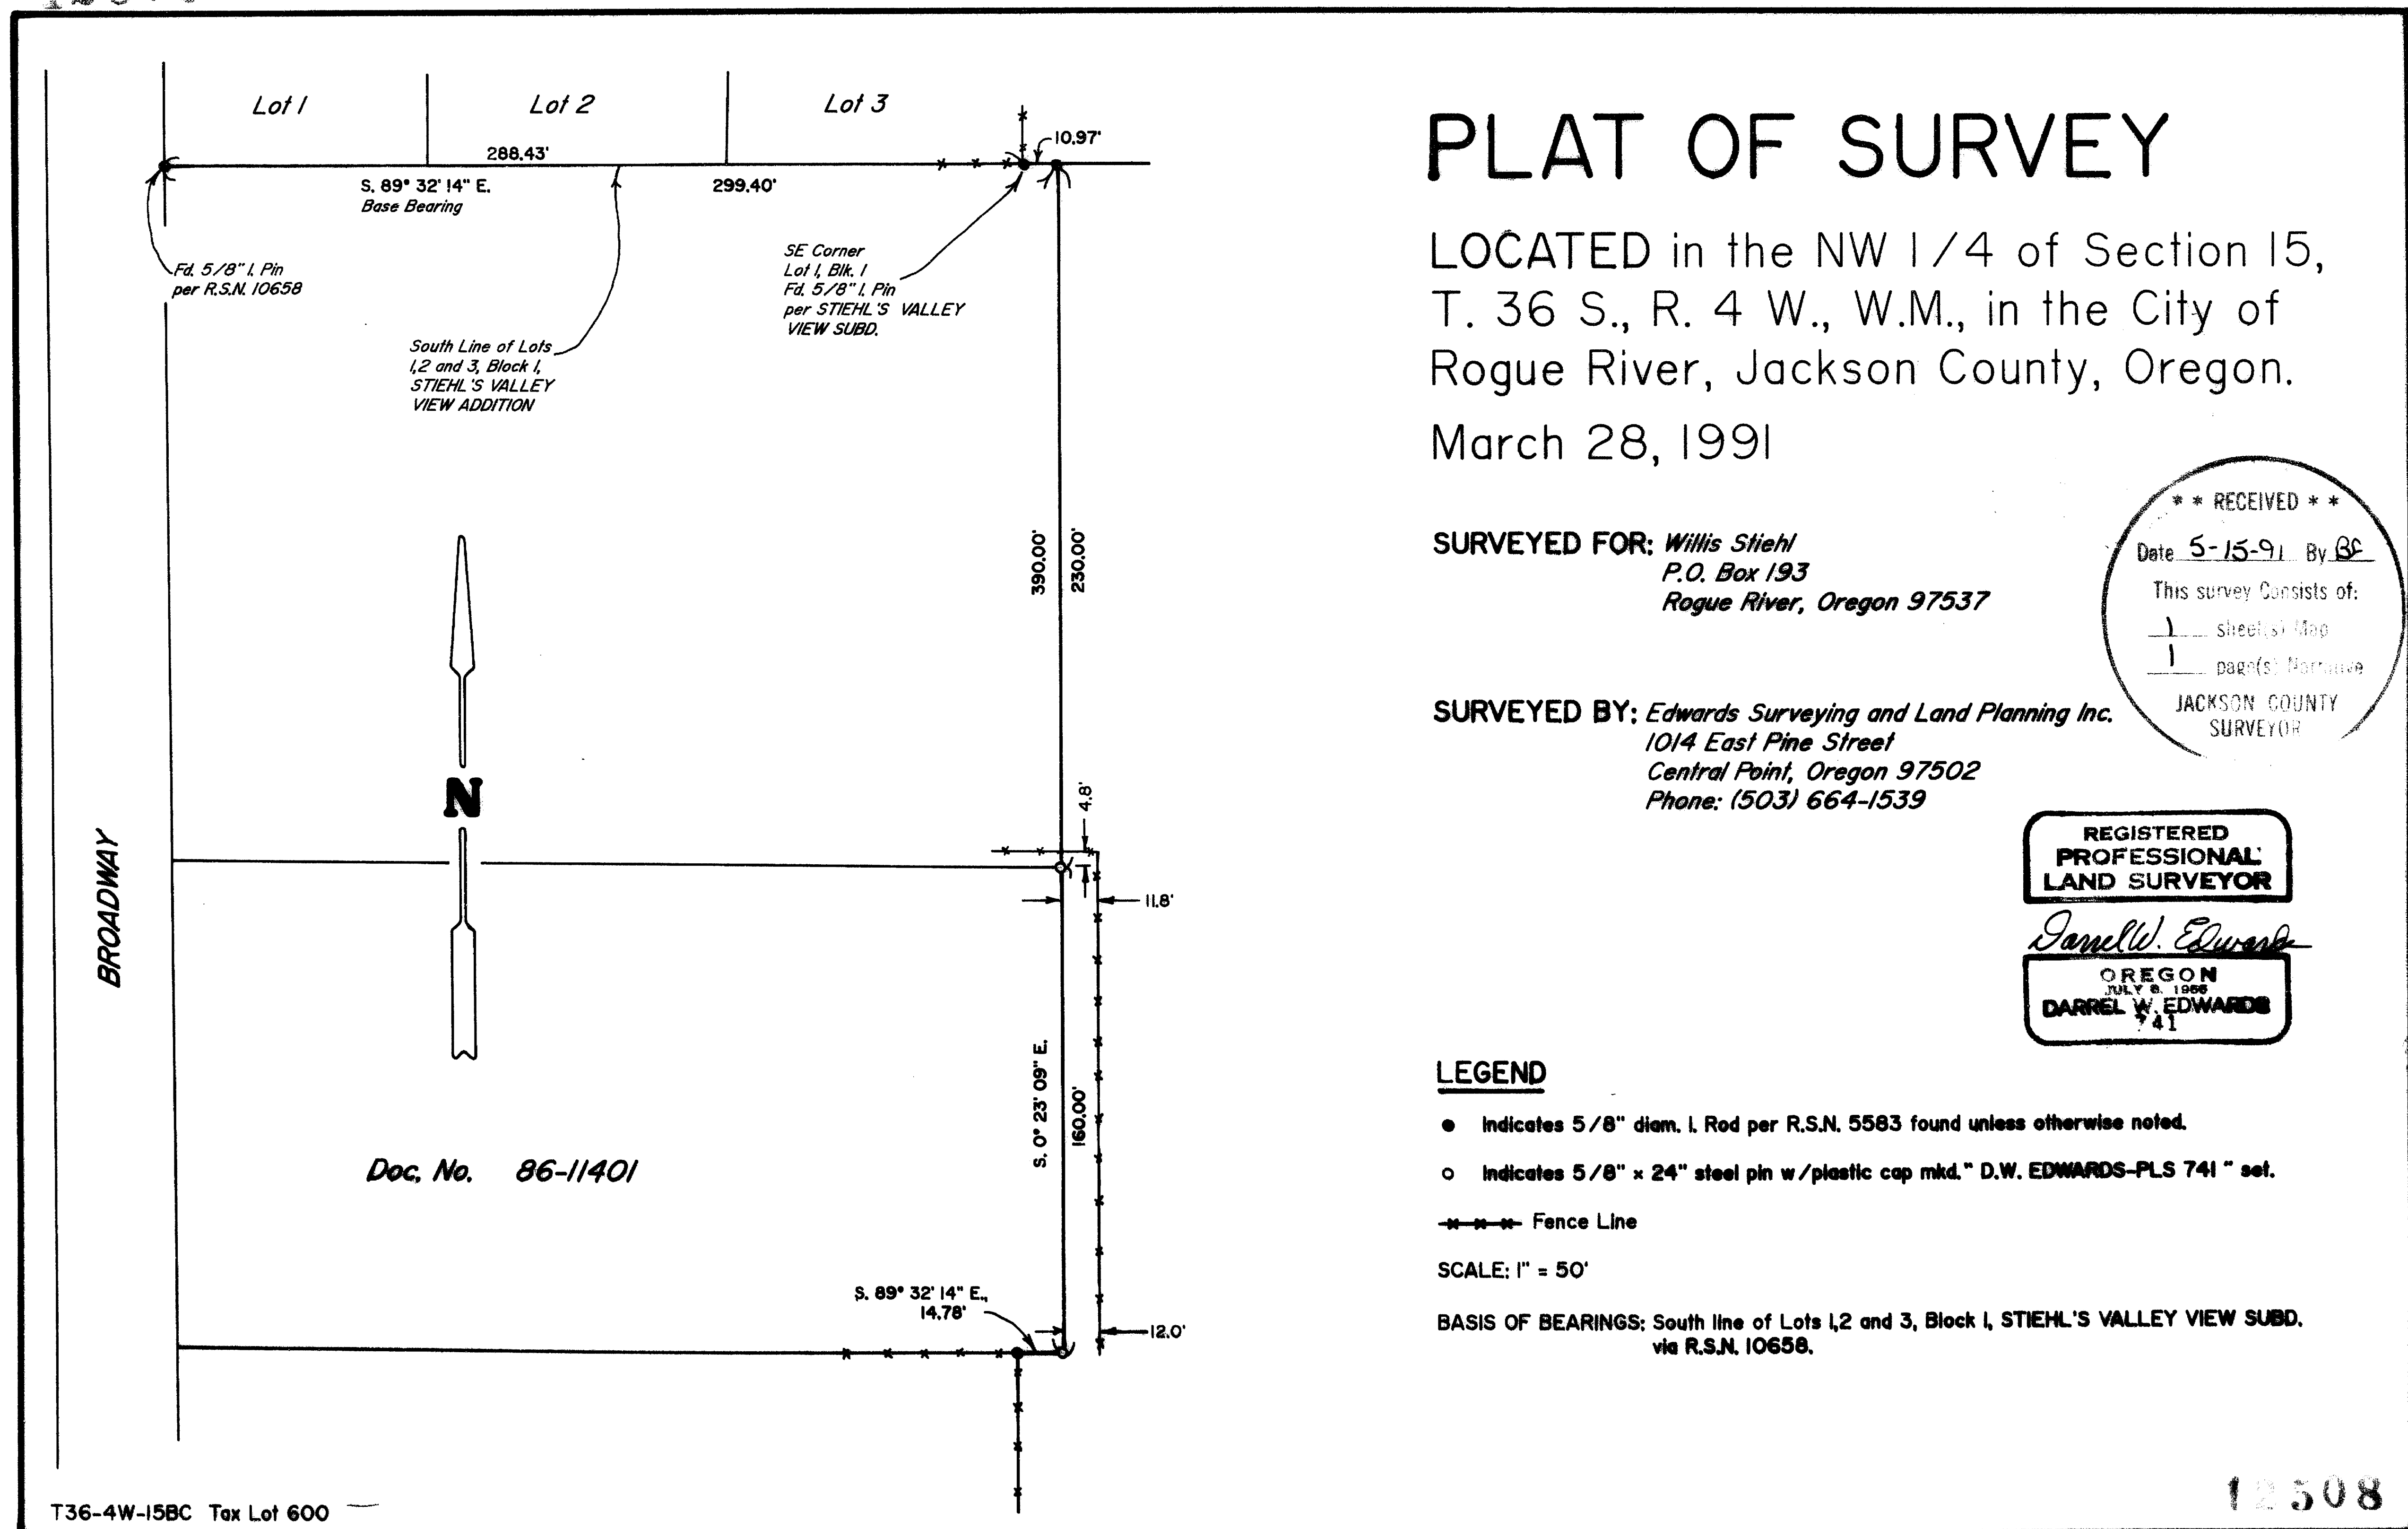 Lot 1
Lot 2
Lot 3
288.43'
10.97'
S. 89° 32' 14" E.
Base Bearing
299.40'
Fd. 5/8" I. Pin
per R.S.N. 10658
SE Corner
Lot 1, Blk. 1
Fd. 5/8" I. Pin
per STIEHL'S VALLEY
VIEW SUBD.
South Line of Lots
1,2 and 3, Block 1,
STIEHL'S VALLEY
VIEW ADDITION
390.00'
230.00'
N
4.8'
11.8'
BROADWAY
S. 0° 23' 09" E.
160.00'
Doc. No. 86-11401
S. 89° 32' 14" E.,
14.78'
12.0'
T36-4W-15BC Tax Lot 600
PLAT OF SURVEY
LOCATED in the NW 1/4 of Section 15,
T. 36 S., R. 4 W., W.M., in the City of
Rogue River, Jackson County, Oregon.
March 28, 1991
SURVEYED FOR: Willis Stiehl
P.O. Box 193
Rogue River, Oregon 97537
* * RECEIVED * *
Date 5-15-91 By BC
This survey Consists of:
1 sheet(s) Map
1 page(s) Narrative
JACKSON COUNTY
SURVEYOR
SURVEYED BY: Edwards Surveying and Land Planning Inc.
1014 East Pine Street
Central Point, Oregon 97502
Phone: (503) 664-1539
REGISTERED
PROFESSIONAL
LAND SURVEYOR
Darrel W. Edwards
OREGON
JULY 8, 1966
DARREL W. EDWARDS
741
LEGEND
● Indicates 5/8" diam. I. Rod per R.S.N. 5583 found unless otherwise noted.
○ Indicates 5/8" x 24" steel pin w/plastic cap mkd." D.W. EDWARDS-PLS 741 " set.
Fence Line
SCALE: 1" = 50'
BASIS OF BEARINGS: South line of Lots 1,2 and 3, Block 1, STIEHL'S VALLEY VIEW SUBD.
via R.S.N. 10658.
12508